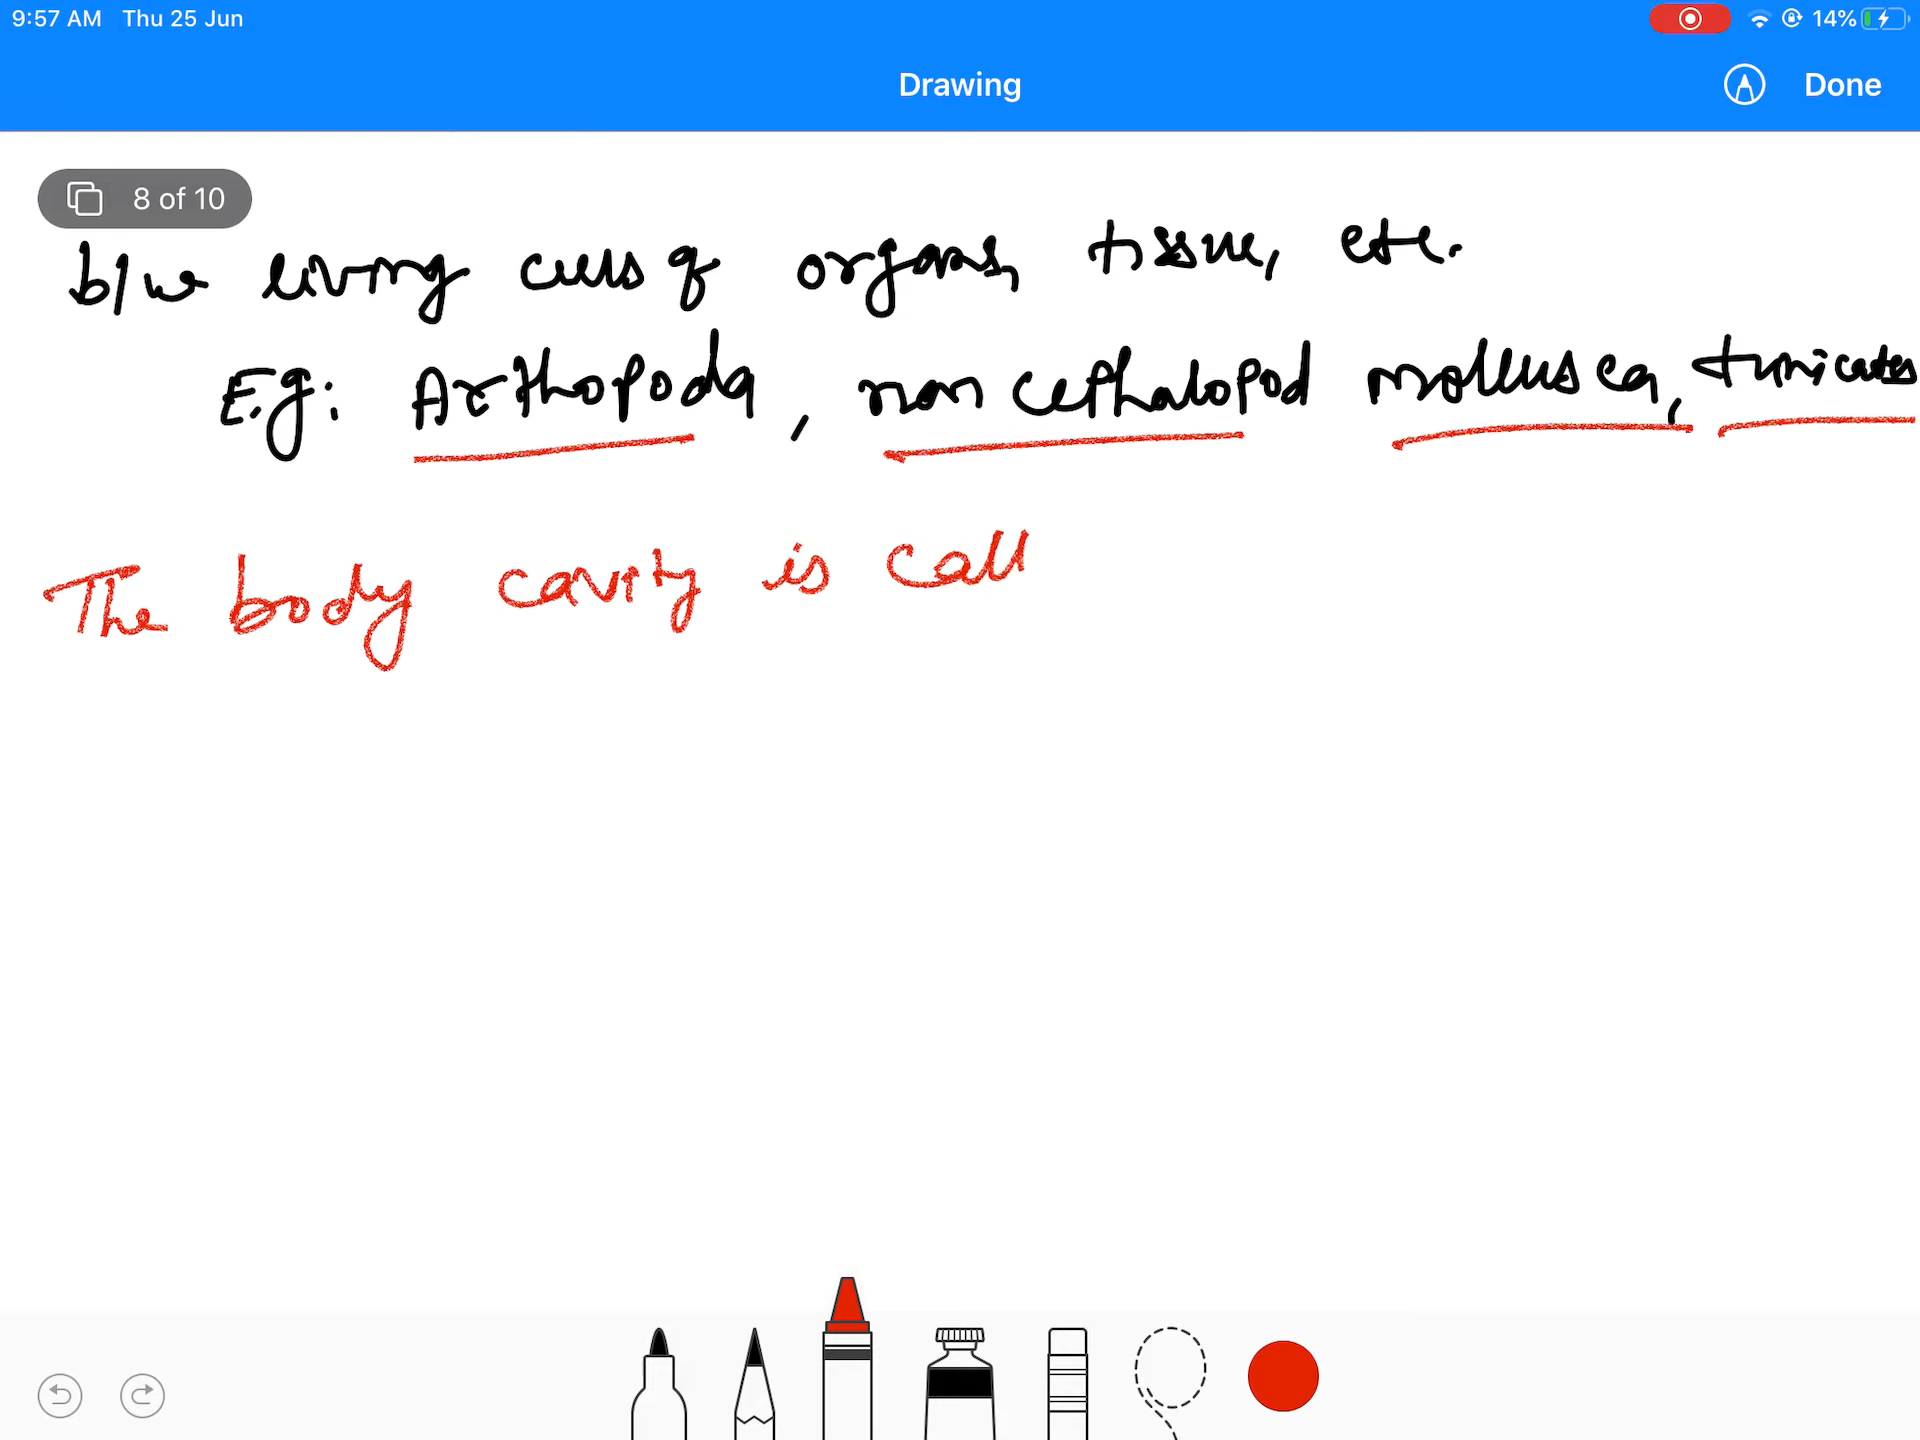 9:57 AM Thu 25 Jun 14%
Drawing Done
8 of 10
b/w living cells of organs, tissue, etc.
E.g: Arthopoda, non cephalopod mollusca, tunicates
The body cavity is call